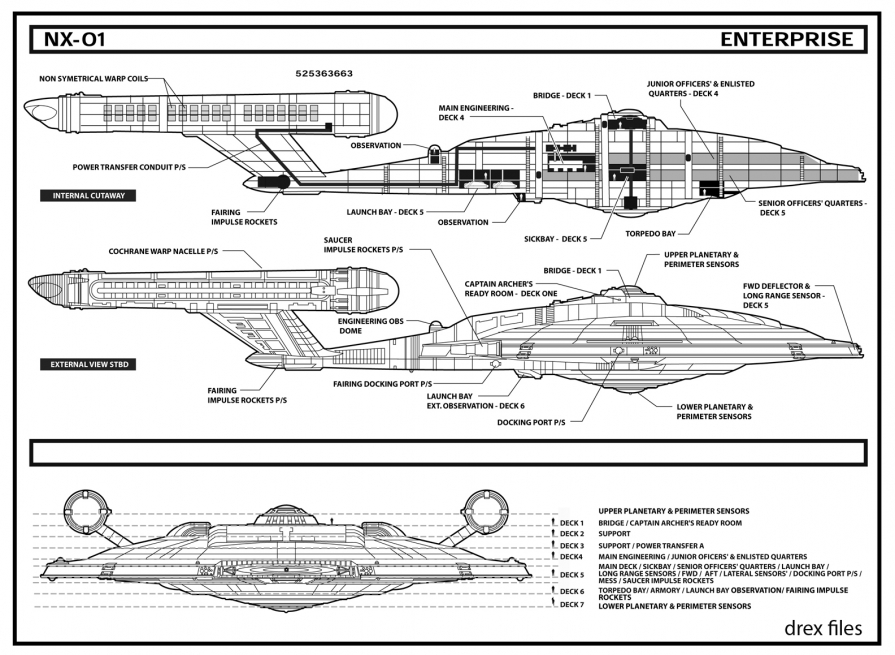 NX-01
ENTERPRISE
525363663
NON SYMETRICAL WARP COILS
JUNIOR OFFICERS' & ENLISTED
QUARTERS - DECK 4
BRIDGE - DECK 1
MAIN ENGINEERING -
DECK 4
OBSERVATION
POWER TRANSFER CONDUIT P/S
INTERNAL CUTAWAY
FAIRING
IMPULSE ROCKETS
LAUNCH BAY - DECK 5
OBSERVATION
SICKBAY - DECK 5
TORPEDO BAY
SENIOR OFFICERS' QUARTERS -
DECK 5
COCHRANE WARP NACELLE P/S
SAUCER
IMPULSE ROCKETS P/S
UPPER PLANETARY &
PERIMETER SENSORS
BRIDGE - DECK 1
CAPTAIN ARCHER'S
READY ROOM - DECK ONE
FWD DEFLECTOR &
LONG RANGE SENSOR -
DECK 5
ENGINEERING OBS
DOME
EXTERNAL VIEW STBD
FAIRING
IMPULSE ROCKETS P/S
FAIRING DOCKING PORT P/S
LAUNCH BAY
EXT. OBSERVATION - DECK 6
DOCKING PORT P/S
LOWER PLANETARY &
PERIMETER SENSORS
UPPER PLANETARY & PERIMETER SENSORS
DECK 1 BRIDGE / CAPTAIN ARCHER'S READY ROOM
DECK 2 SUPPORT
DECK 3 SUPPORT / POWER TRANSFER A
DECK4 MAIN ENGINEERING / JUNIOR OFICERS' & ENLISTED QUARTERS
MAIN DECK / SICKBAY / SENIOR OFFICERS' QUARTERS / LAUNCH BAY /
DECK 5 LONG RANGE SENSORS / FWD / AFT / LATERAL SENSORS' / DOCKING PORT P/S /
MESS / SAUCER IMPULSE ROCKETS
DECK 6 TORPEDO BAY/ ARMORY / LAUNCH BAY OBSERVATION/ FAIRING IMPULSE
ROCKETS
DECK 7 LOWER PLANETARY & PERIMETER SENSORS
drex files